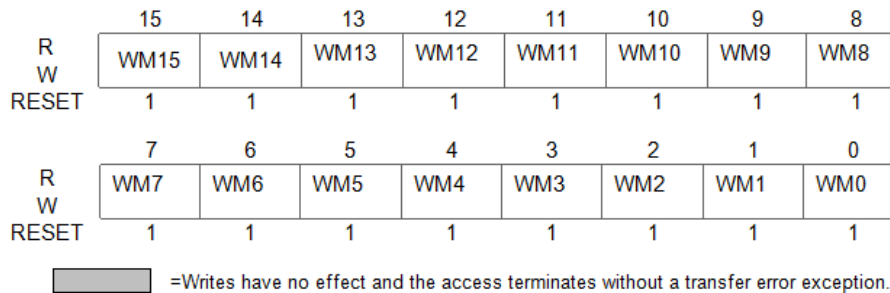 15 14 13 12 11 10 9 8
R
W
WM15 WM14 WM13 WM12 WM11 WM10 WM9 WM8
RESET 1 1 1 1 1 1 1 1
7 6 5 4 3 2 1 0
R
W
WM7 WM6 WM5 WM4 WM3 WM2 WM1 WM0
RESET 1 1 1 1 1 1 1 1
=Writes have no effect and the access terminates without a transfer error exception.